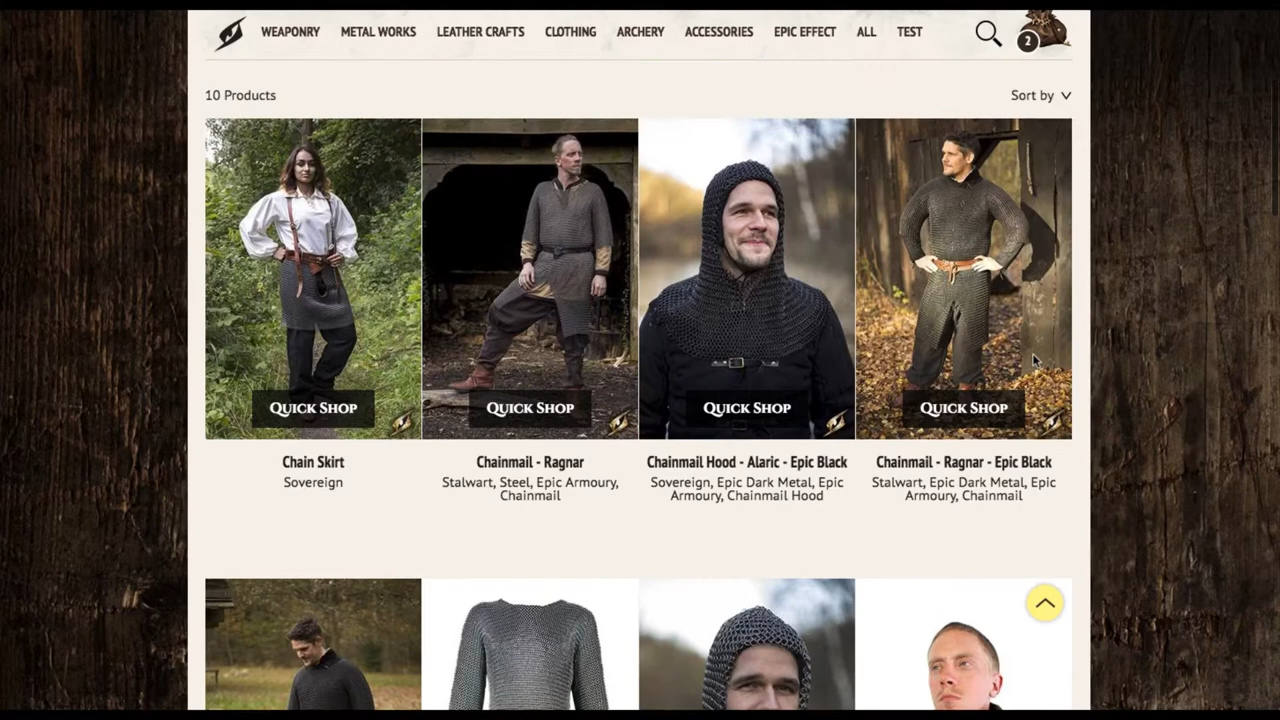 WEAPONRY METAL WORKS LEATHER CRAFTS CLOTHING ARCHERY ACCESSORIES EPIC EFFECT ALL TEST
2
10 Products
Sort by
QUICK SHOP
QUICK SHOP
QUICK SHOP
QUICK SHOP
Chain Skirt
Sovereign
Chainmail - Ragnar
Stalwart, Steel, Epic Armoury,
Chainmail
Chainmail Hood - Alaric - Epic Black
Sovereign, Epic Dark Metal, Epic
Armoury, Chainmail Hood
Chainmail - Ragnar - Epic Black
Stalwart, Epic Dark Metal, Epic
Armoury, Chainmail